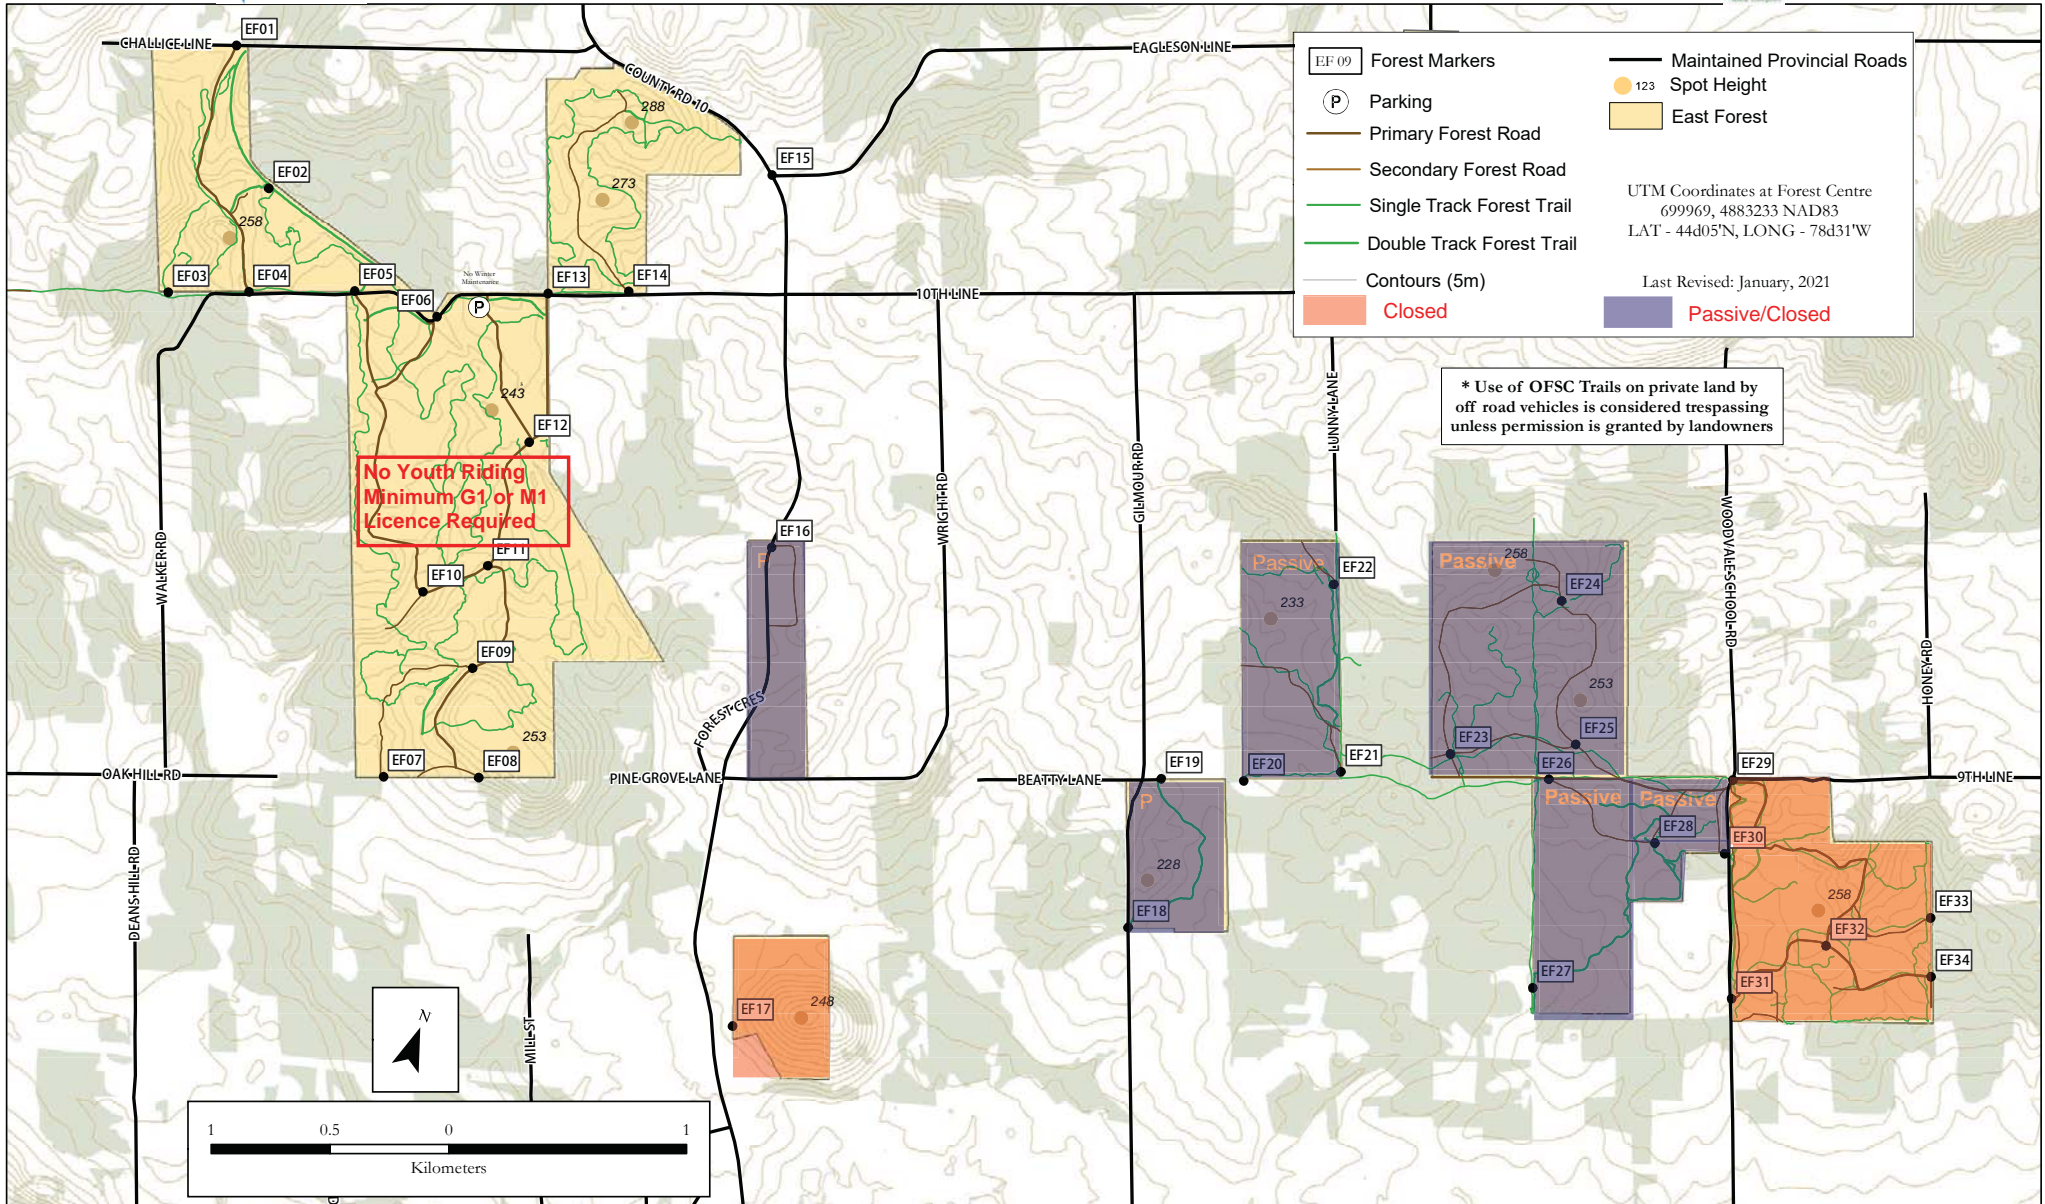 CHALLICE LINE
EF01
COUNTY RD 10
EAGLESON LINE
288
EF15
EF02
273
258
EF03
EF04
EF05
No Winter
Maintenance
EF06
P
EF13
EF14
10TH LINE
EF 09
Forest Markers
P
Parking
Primary Forest Road
Secondary Forest Road
Single Track Forest Trail
Double Track Forest Trail
Contours (5m)
Closed
Maintained Provincial Roads
123
Spot Height
East Forest
UTM Coordinates at Forest Centre
699969, 4883233 NAD83
LAT - 44d05'N, LONG - 78d31'W
Last Revised: January, 2021
Passive/Closed
* Use of OFSC Trails on private land by
off road vehicles is considered trespassing
unless permission is granted by landowners
243
EF12
No Youth Riding
Minimum G1 or M1
Licence Required
WALKER RD
WRIGHT RD
GILMOUR RD
LUNNY LANE
WOODVALE SCHOOL RD
HONEY RD
EF16
P
EF11
EF10
EF09
Passive
EF22
233
Passive
258
EF24
253
EF25
EF23
FOREST CRES
253
EF07
EF08
OAK HILL RD
PINE GROVE LANE
BEATTY LANE
EF19
EF20
EF21
EF26
EF29
9TH LINE
P
Passive
Passive
EF28
EF30
228
EF18
258
EF33
EF32
EF27
EF34
EF31
DEANS HILL RD
MILL ST
EF17
248
N
1
0.5
0
1
Kilometers